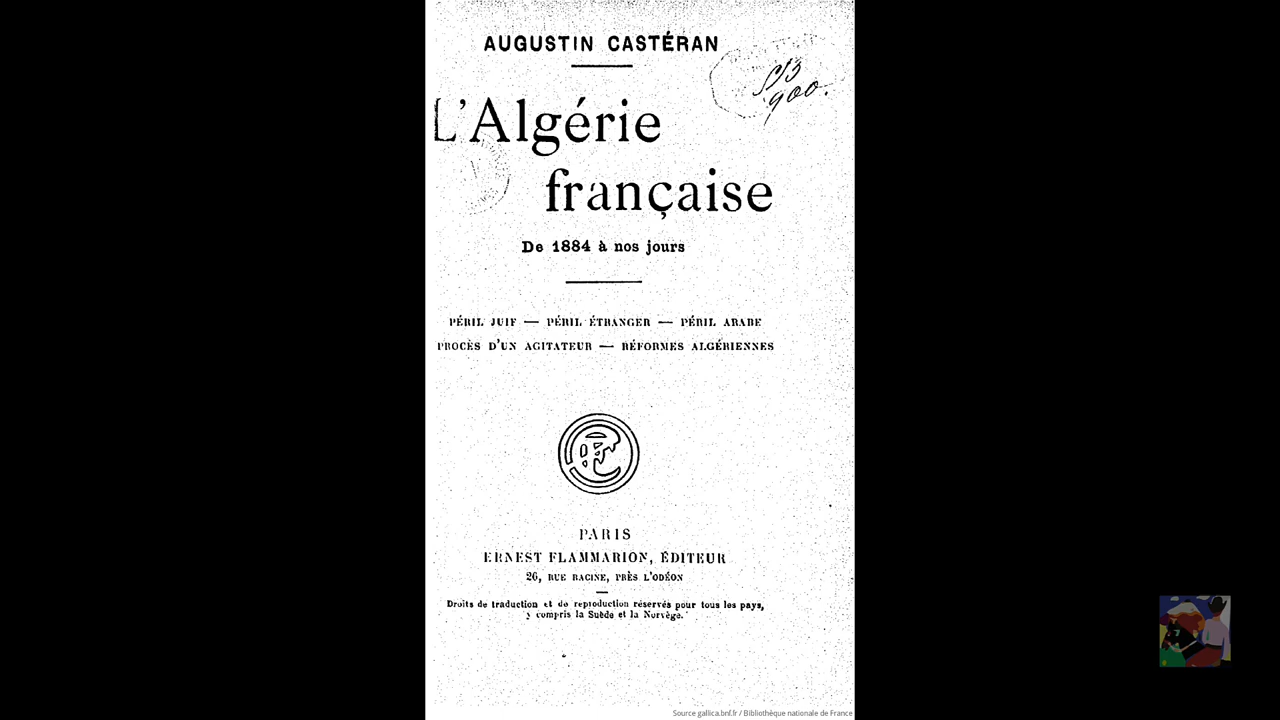 AUGUSTIN CASTÉRAN
913
900.
L'Algérie
française
De 1884 à nos jours
PÉRIL JUIF — PÉRIL ÉTRANGER — PÉRIL ARABE
PROCÈS D'UN AGITATEUR — RÉFORMES ALGÉRIENNES
PARIS
ERNEST FLAMMARION, ÉDITEUR
26, RUE RACINE, PRÈS L'ODÉON
Droits de traduction et de reproduction réservés pour tous les pays,
y compris la Suède et la Norvège.
Source gallica.bnf.fr / Bibliothèque nationale de France